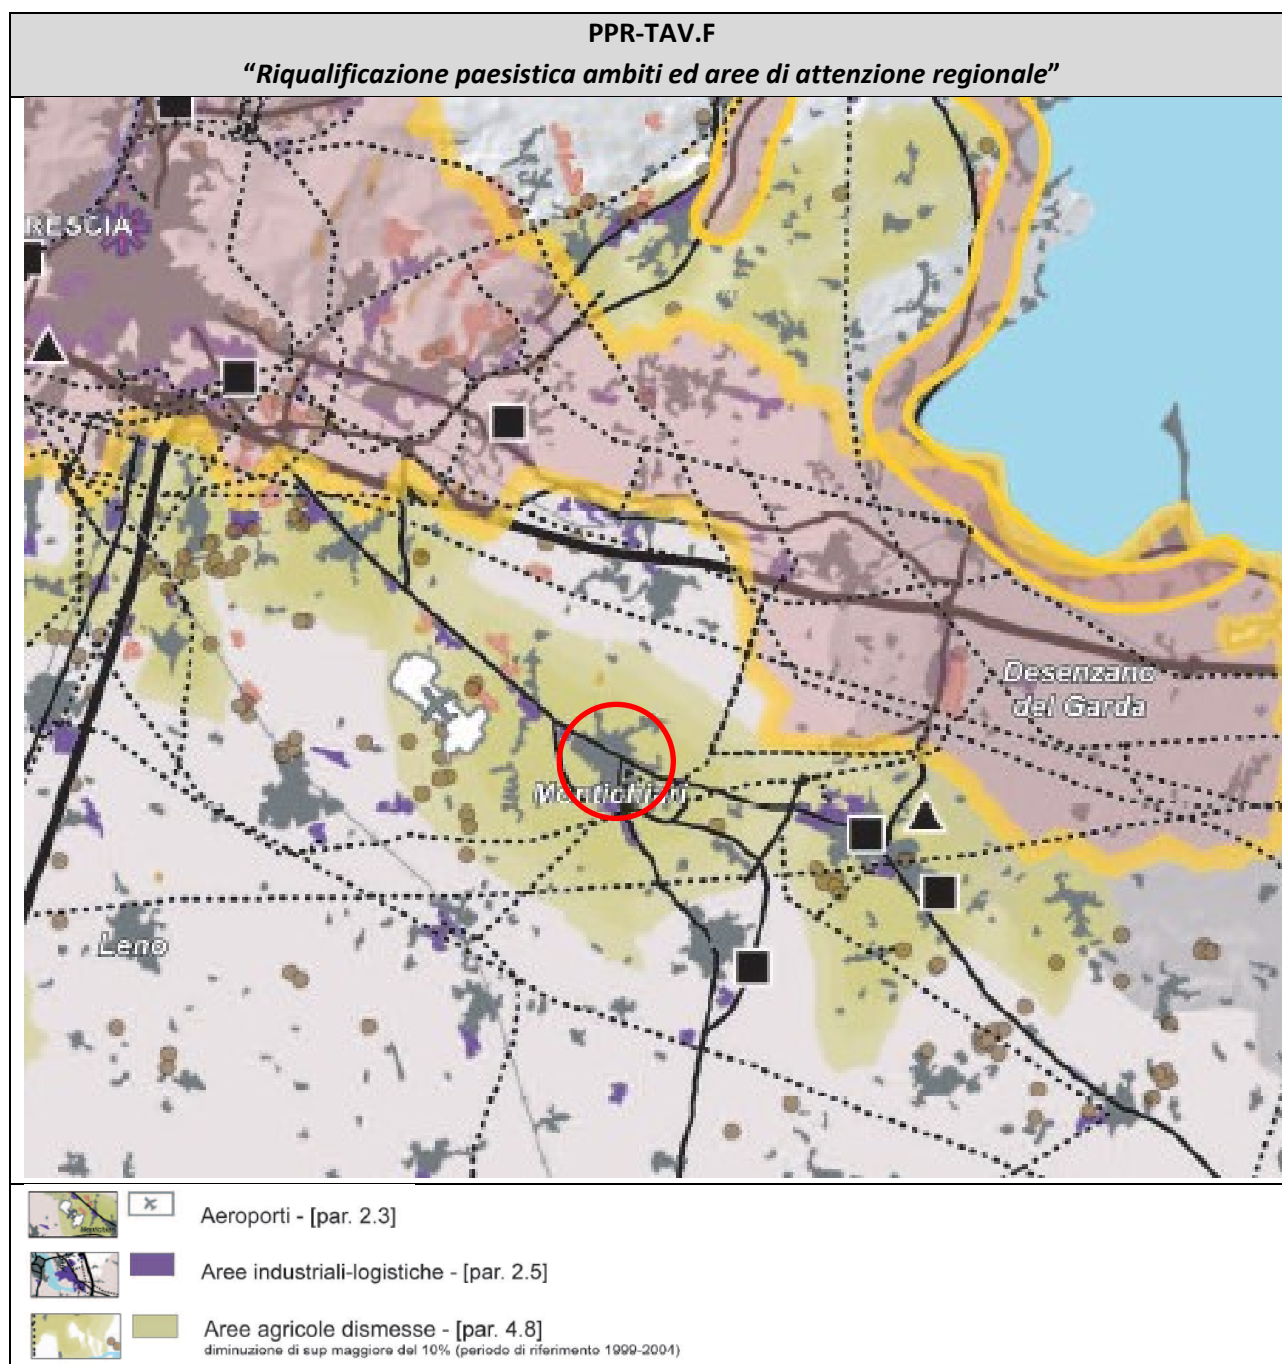 PPR-TAV.F
“Riqualificazione paesistica ambiti ed aree di attenzione regionale”
RESCIA
Desenzano
del Garda
Montichiari
Leno
Aeroporti - [par. 2.3]
Aree industriali-logistiche - [par. 2.5]
Aree agricole dismesse - [par. 4.8]
diminuzione di sup maggiore del 10% (periodo di riferimento 1999-2004)